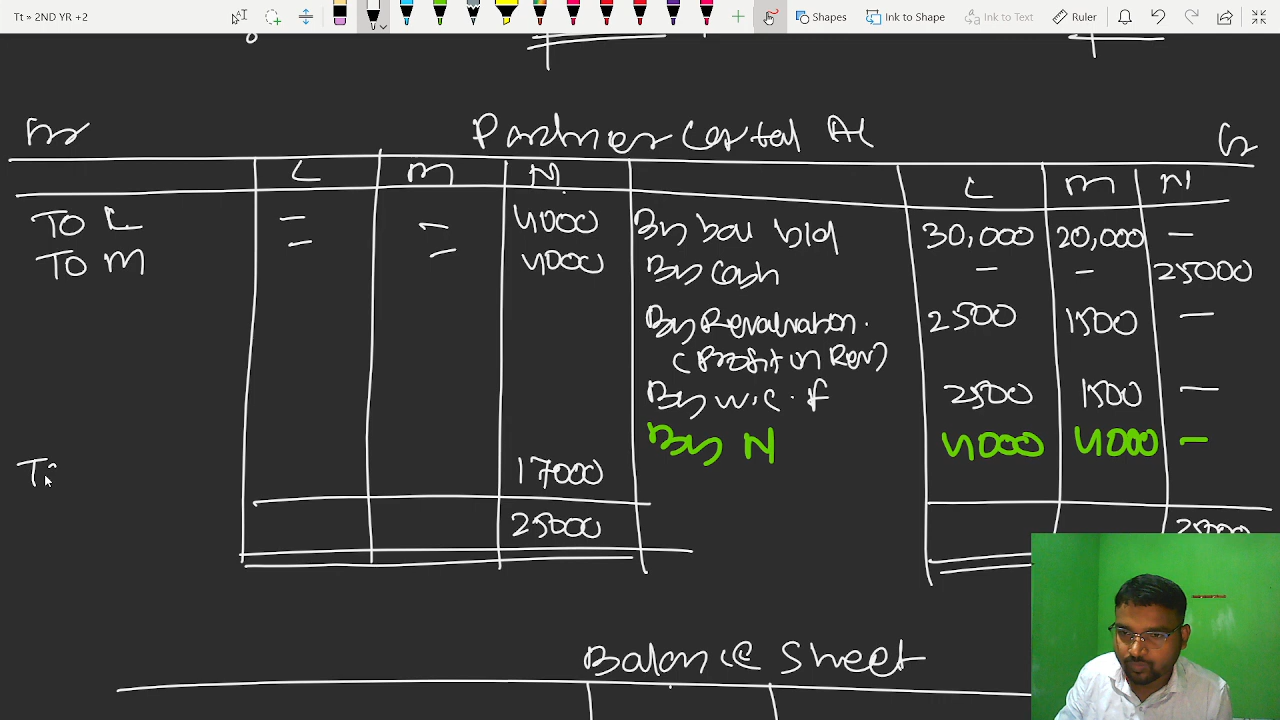 Tt » 2ND YR +2
Shapes Ink to Shape Ink to Text Ruler
Dr Partner Capital A/c Cr
L M N L M N
To L - - 4000 By bal b/d 30,000 20,000 -
To M - - 4000 By Cash - - 25000
By Revaluation. 2500 1500 -
(Profit on Rev)
By W.C.F 2500 1500 -
By N 4000 4000 -
T 17000
25000 25000
Balance Sheet